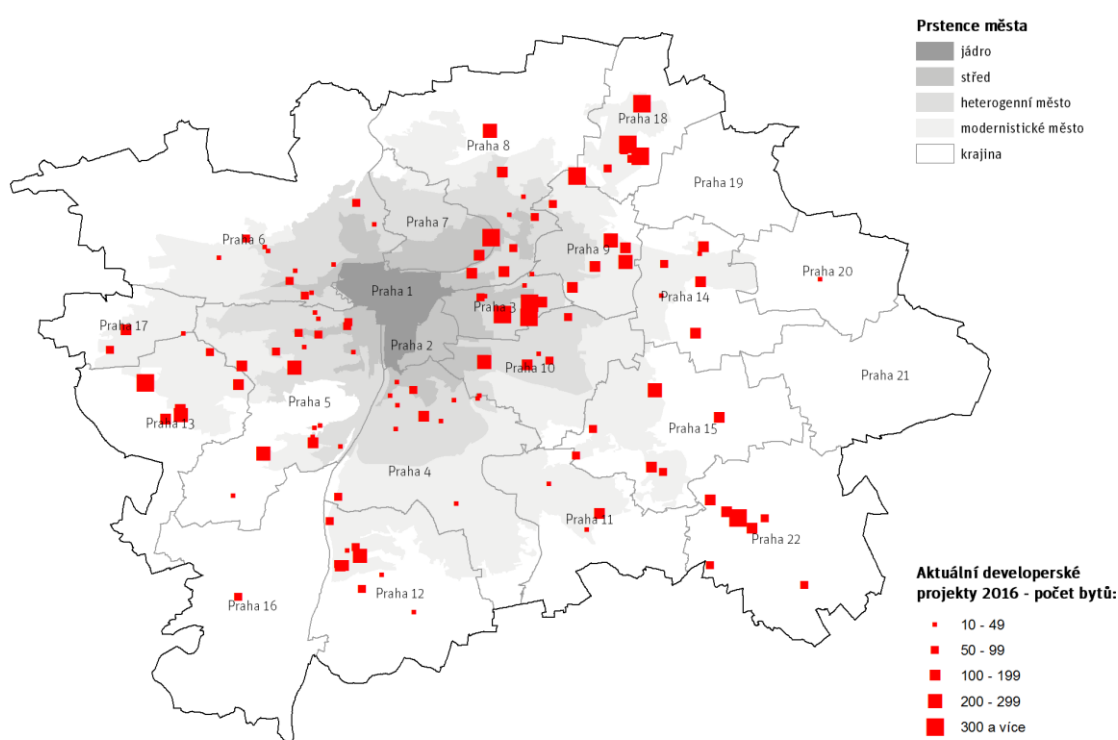 Prstence města
jádro
střed
heterogenní město
modernistické město
krajina
Praha 18
Praha 8
Praha 19
Praha 7
Praha 6
Praha 9
Praha 20
Praha 1
Praha 14
Praha 3
Praha 17
Praha 2
Praha 10
Praha 21
Praha 5
Praha 13
Praha 15
Praha 4
Praha 11
Praha 22
Praha 12
Praha 16
Aktuální developerské
projekty 2016 - počet bytů:
10 - 49
50 - 99
100 - 199
200 - 299
300 a více